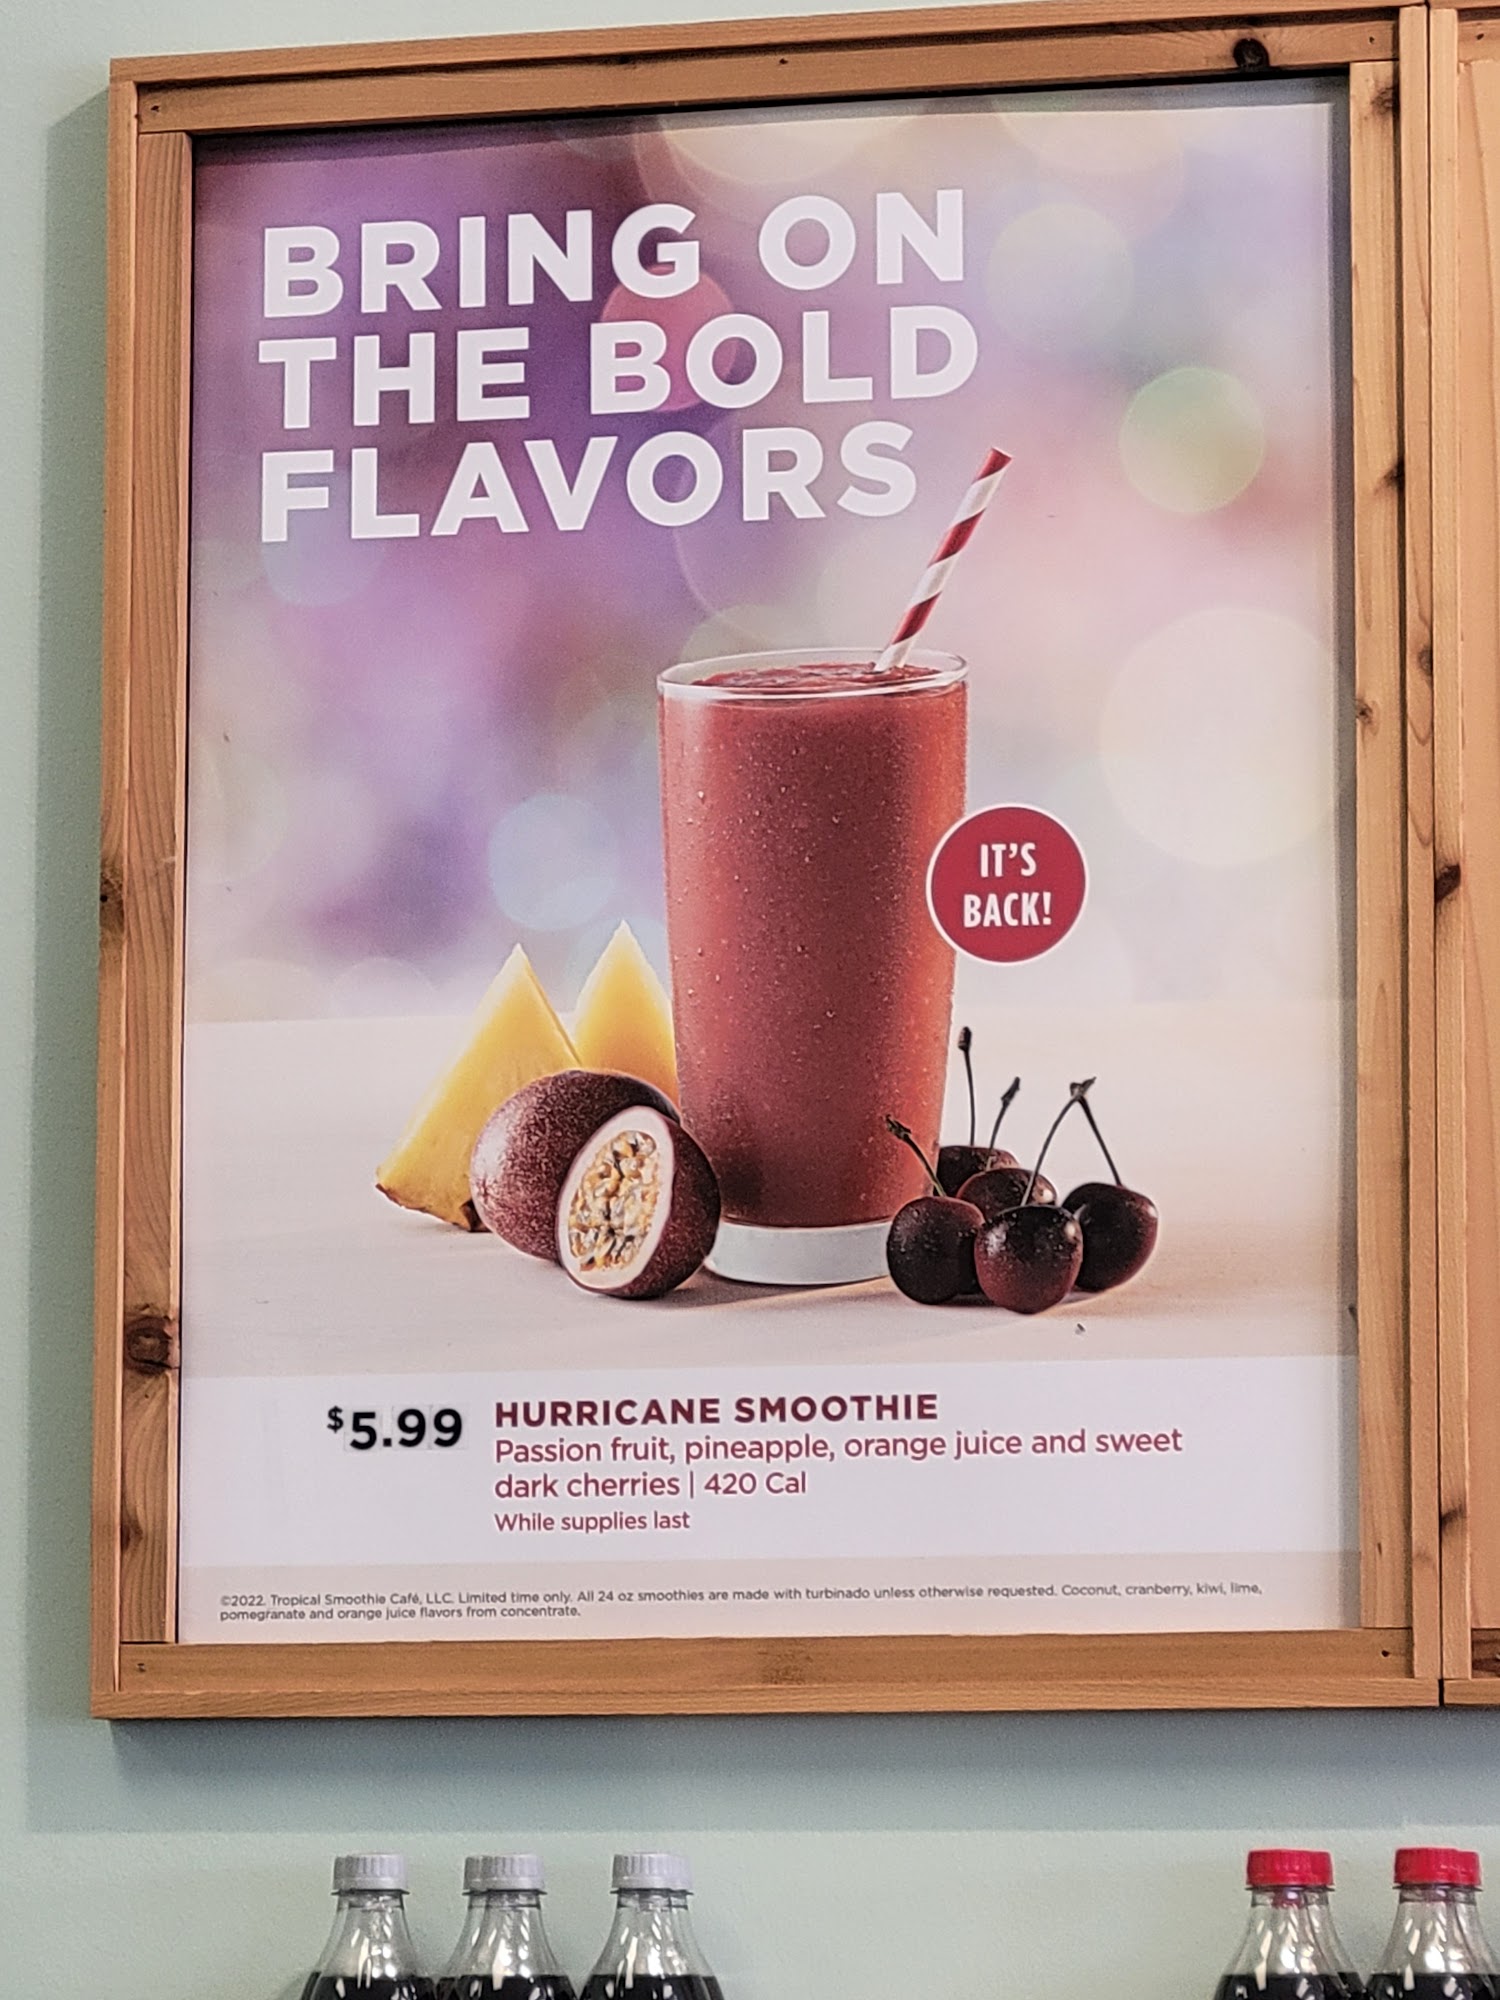 BRING ON
THE BOLD
FLAVORS
IT'S
BACK!
$5.99
HURRICANE SMOOTHIE
Passion fruit, pineapple, orange juice and sweet
dark cherries | 420 Cal
While supplies last
©2022. Tropical Smoothie Café, LLC. Limited time only. All 24 oz smoothies are made with turbinado unless otherwise requested. Coconut, cranberry, kiwi, lime,
pomegranate and orange juice flavors from concentrate.